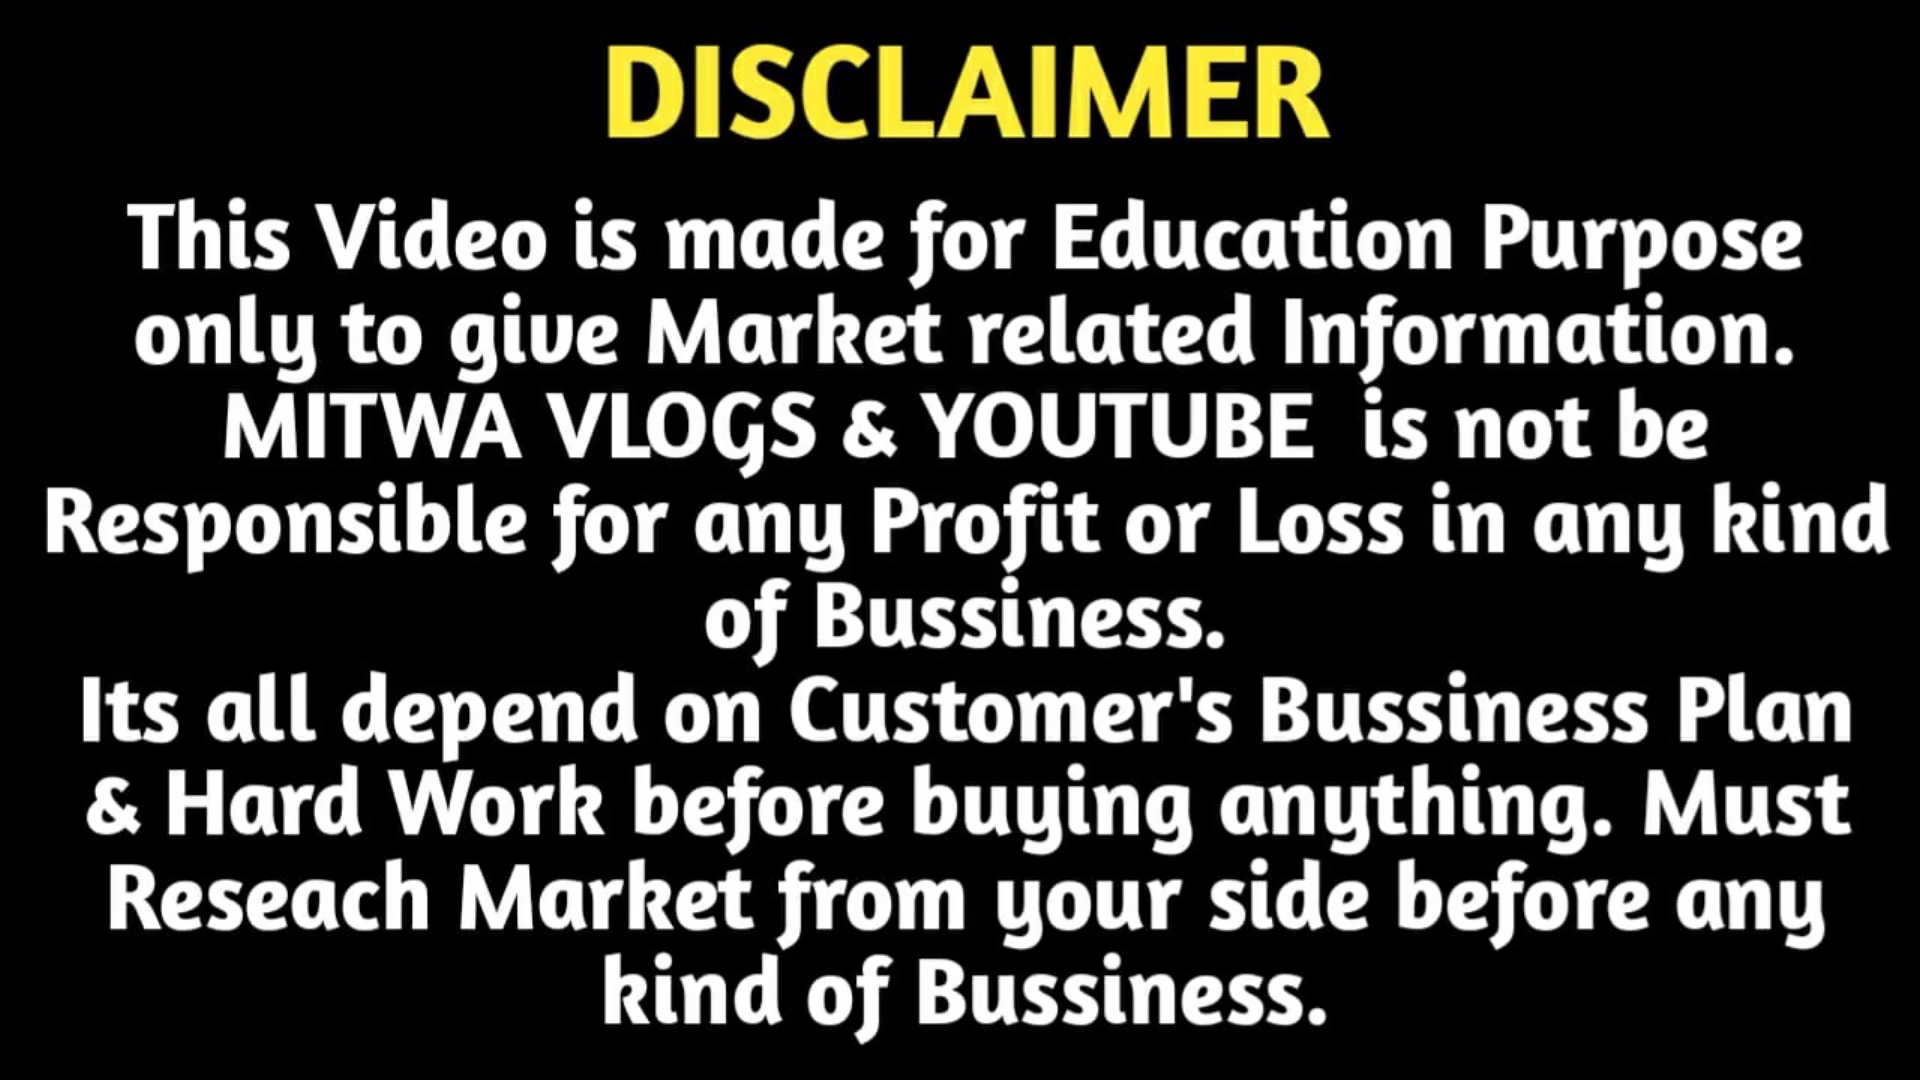 DISCLAIMER
This Video is made for Education Purpose
only to give Market related Information.
MITWA VLOGS & YOUTUBE is not be
Responsible for any Profit or Loss in any kind
of Bussiness.
Its all depend on Customer's Bussiness Plan
& Hard Work before buying anything. Must
Reseach Market from your side before any
kind of Bussiness.